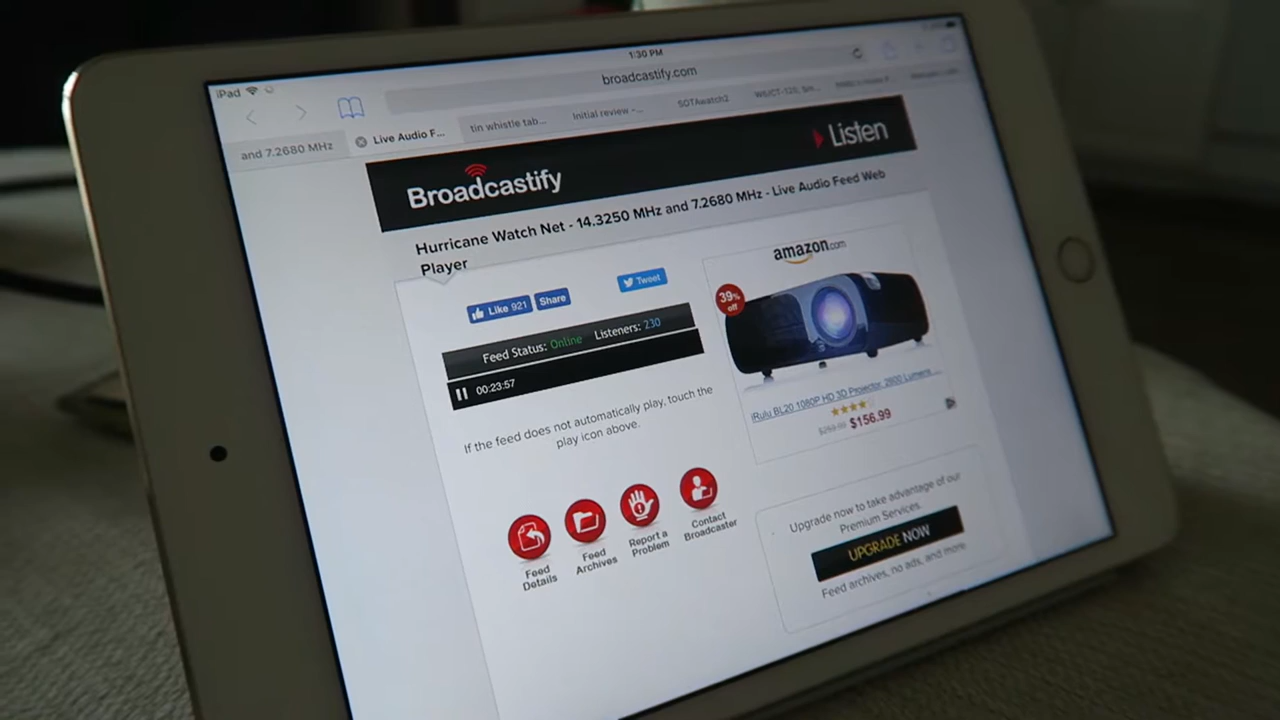 iPad
1:30 PM
broadcastify.com
and 7.2680 MHz
Live Audio F...
tin whistle tab...
Initial review -...
SOTAwatch2
W6/CT-120, Sm...
Broadcastify
Listen
Hurricane Watch Net - 14.3250 MHz and 7.2680 MHz - Live Audio Feed Web
Player
Like 921
Share
Tweet
Feed Status: Online Listeners: 230
00:23:57
If the feed does not automatically play, touch the
play icon above.
Feed
Details
Feed
Archives
Report a
Problem
Contact
Broadcaster
amazon.com
39%
off
iRulu BL20 1080P HD 3D Projector, 2600 Lumens ...
$156.99
Upgrade now to take advantage of our
Premium Services.
UPGRADE NOW
Feed archives, no ads, and more